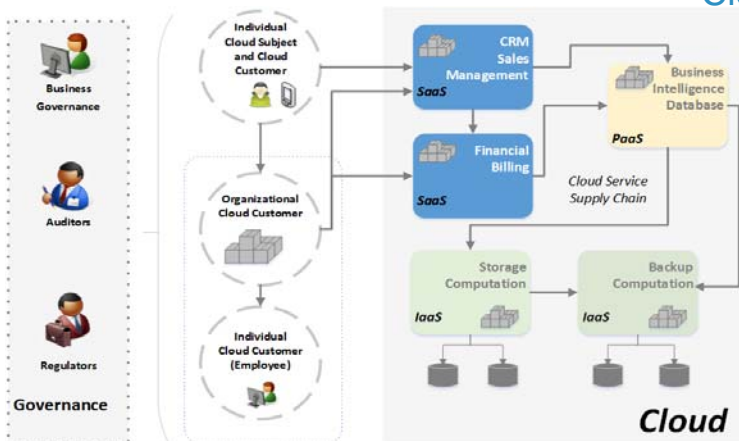 Business
Governance
Auditors
Regulators
Governance
Individual
Cloud Subject
and Cloud
Customer
Organizational
Cloud Customer
Individual
Cloud Customer
(Employee)
CRM
Sales
Management
SaaS
Financial
Billing
SaaS
Business
Intelligence
Database
PaaS
Cloud Service
Supply Chain
Storage
Computation
IaaS
Backup
Computation
IaaS
Cloud